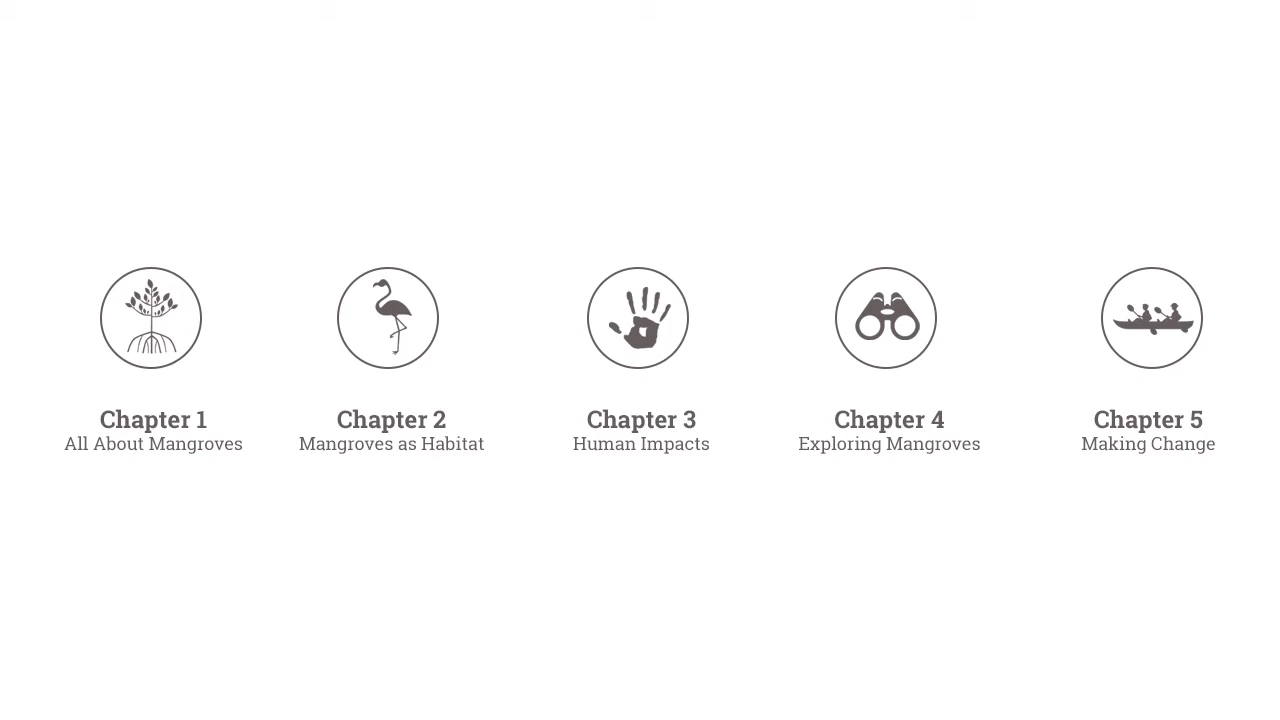 Chapter 1
All About Mangroves
Chapter 2
Mangroves as Habitat
Chapter 3
Human Impacts
Chapter 4
Exploring Mangroves
Chapter 5
Making Change